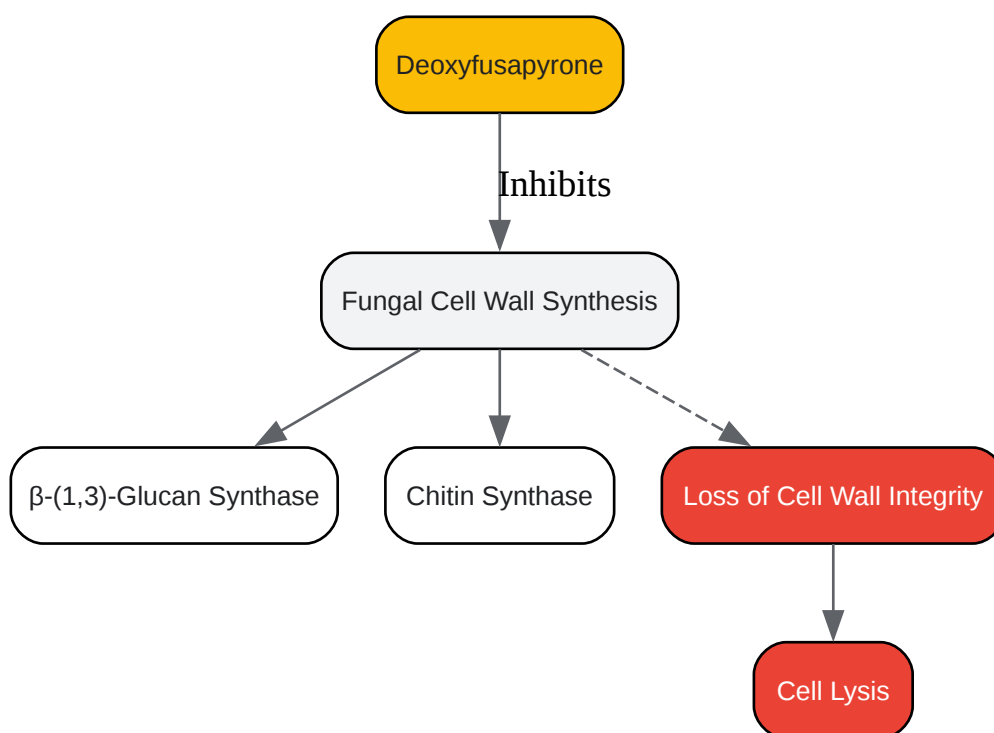 Deoxyfusapyrone
Inhibits
Fungal Cell Wall Synthesis
β-(1,3)-Glucan Synthase
Chitin Synthase
Loss of Cell Wall Integrity
Cell Lysis